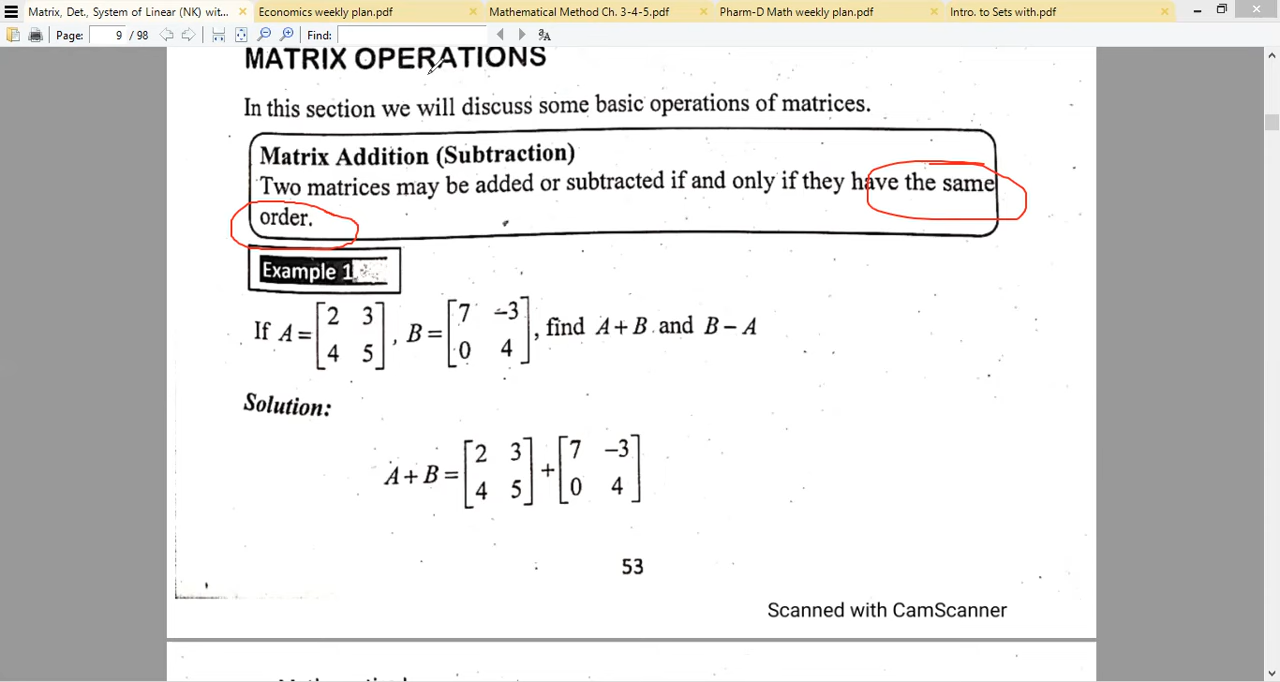 Matrix, Det., System of Linear (NK) wit... Economics weekly plan.pdf Mathematical Method Ch. 3-4-5.pdf Pharm-D Math weekly plan.pdf Intro. to Sets with.pdf
Page: 9 / 98 Find:
MATRIX OPERATIONS
In this section we will discuss some basic operations of matrices.
Matrix Addition (Subtraction)
Two matrices may be added or subtracted if and only if they have the same
order.
Example 1
If A = [2 3
4 5], B = [7 -3
0 4], find A + B and B - A
Solution:
A + B = [2 3
4 5] + [7 -3
0 4]
53
Scanned with CamScanner